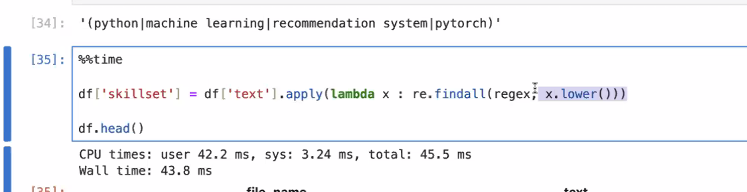 [34]: '(python|machine learning|recommendation system|pytorch)'
[35]: %%time
df['skillset'] = df['text'].apply(lambda x : re.findall(regex, x.lower()))
df.head()
CPU times: user 42.2 ms, sys: 3.24 ms, total: 45.5 ms
Wall time: 43.8 ms
[35]: file_name text